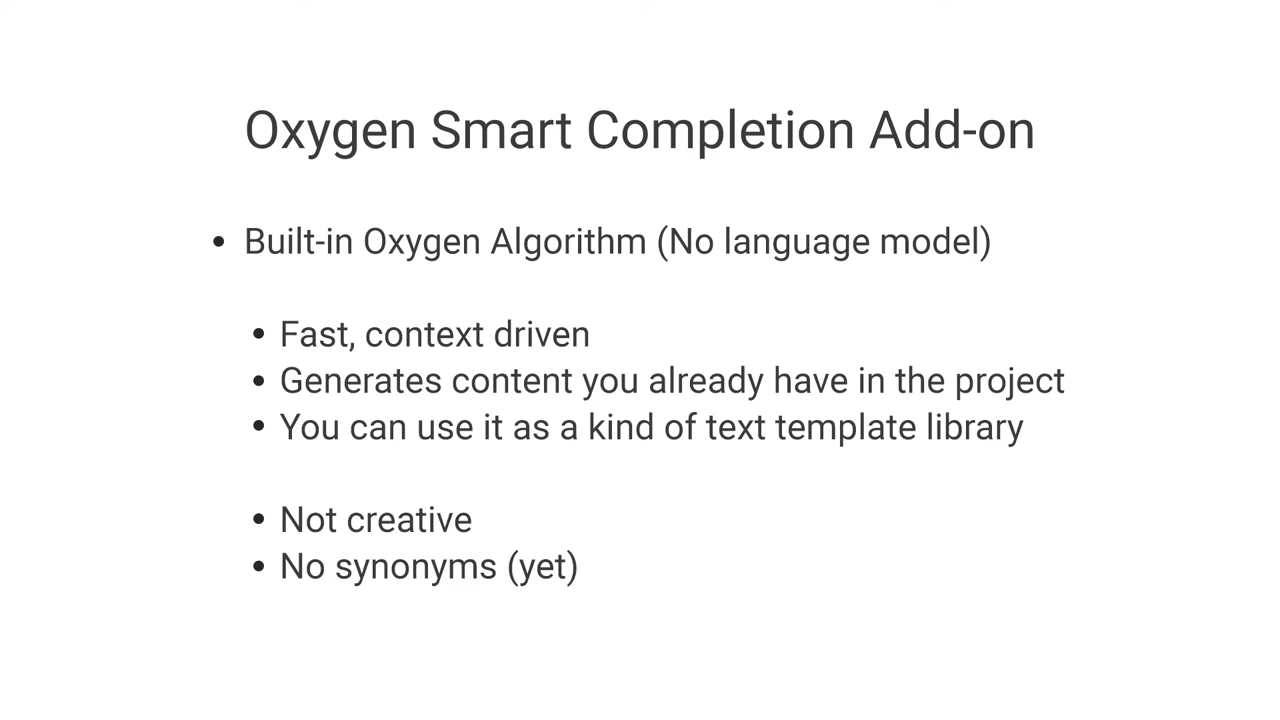 Oxygen Smart Completion Add-on
• Built-in Oxygen Algorithm (No language model)
• Fast, context driven
• Generates content you already have in the project
• You can use it as a kind of text template library
• Not creative
• No synonyms (yet)